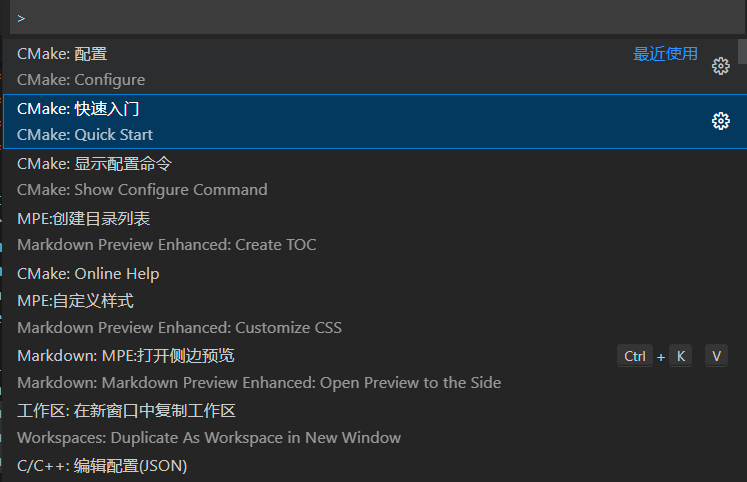 >
CMake: 配置 最近使用
CMake: Configure
CMake: 快速入门
CMake: Quick Start
CMake: 显示配置命令
CMake: Show Configure Command
MPE:创建目录列表
Markdown Preview Enhanced: Create TOC
CMake: Online Help
MPE:自定义样式
Markdown Preview Enhanced: Customize CSS
Markdown: MPE:打开侧边预览 Ctrl + K V
Markdown: Markdown Preview Enhanced: Open Preview to the Side
工作区: 在新窗口中复制工作区
Workspaces: Duplicate As Workspace in New Window
C/C++: 编辑配置(JSON)